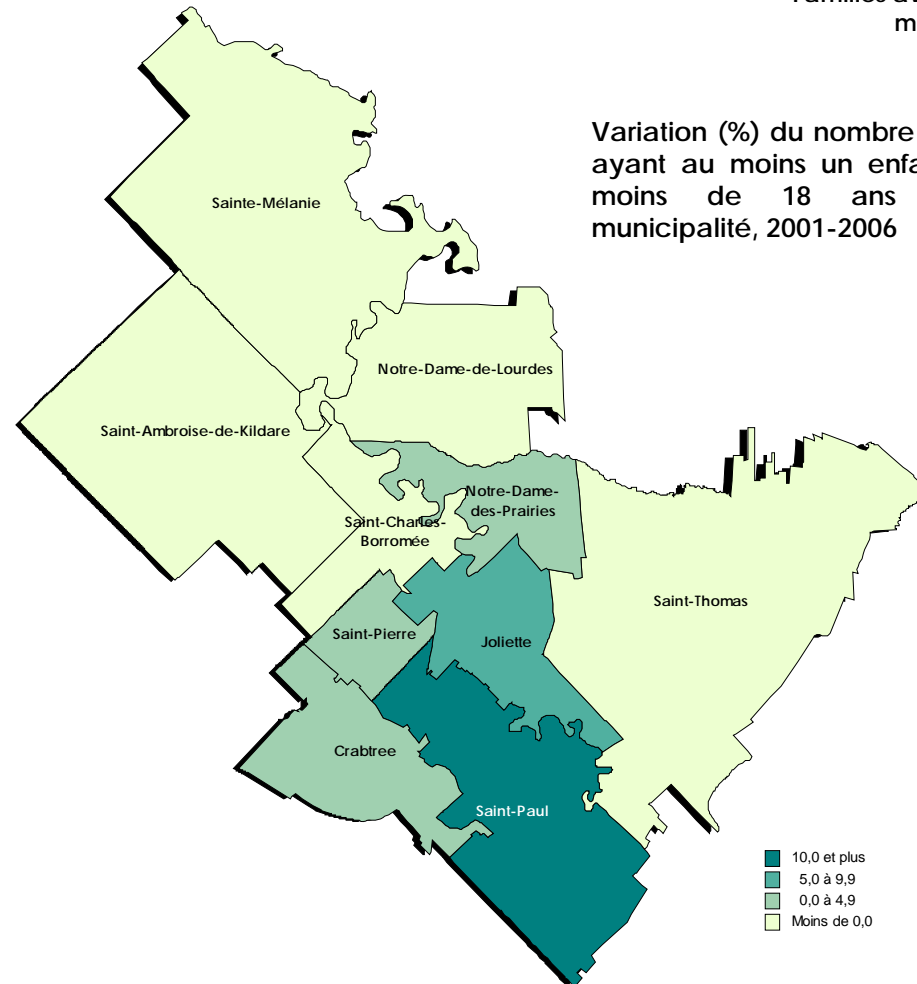 Familles av
m
Variation (%) du nombre
ayant au moins un enfa
moins de 18 ans
municipalité, 2001-2006
Sainte-Mélanie
Notre-Dame-de-Lourdes
Saint-Ambroise-de-Kildare
Notre-Dame-
des-Prairies
Saint-Charles-
Borromée
Saint-Thomas
Saint-Pierre
Joliette
Crabtree
Saint-Paul
10,0 et plus
5,0 à 9,9
0,0 à 4,9
Moins de 0,0